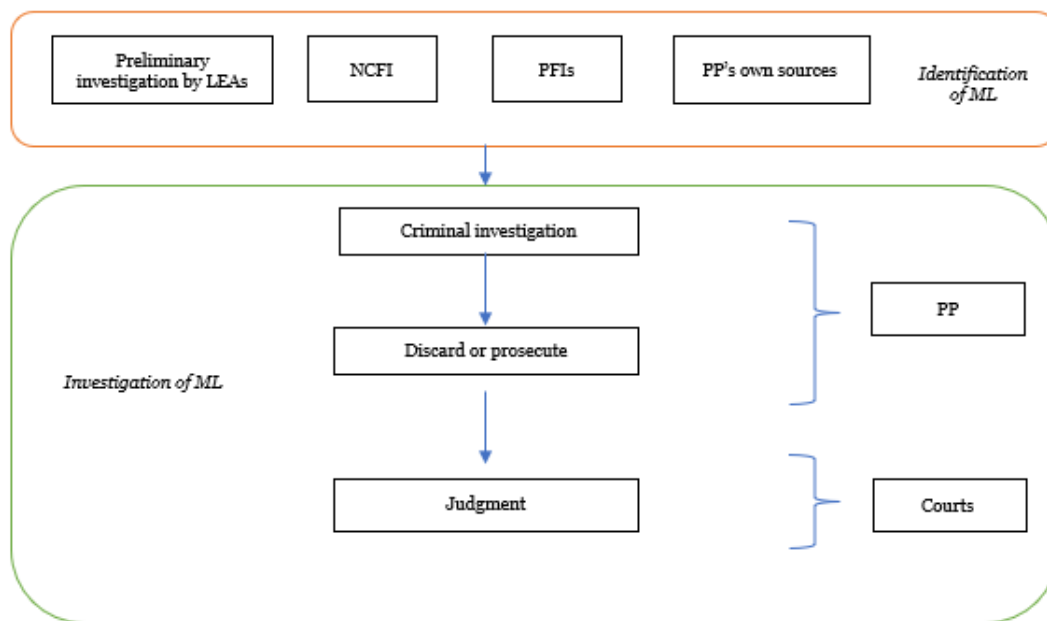 Preliminary
investigation by LEAs
NCFI
PFIs
PP's own sources
Identification
of ML
Criminal investigation
PP
Discard or prosecute
Investigation of ML
Judgment
Courts